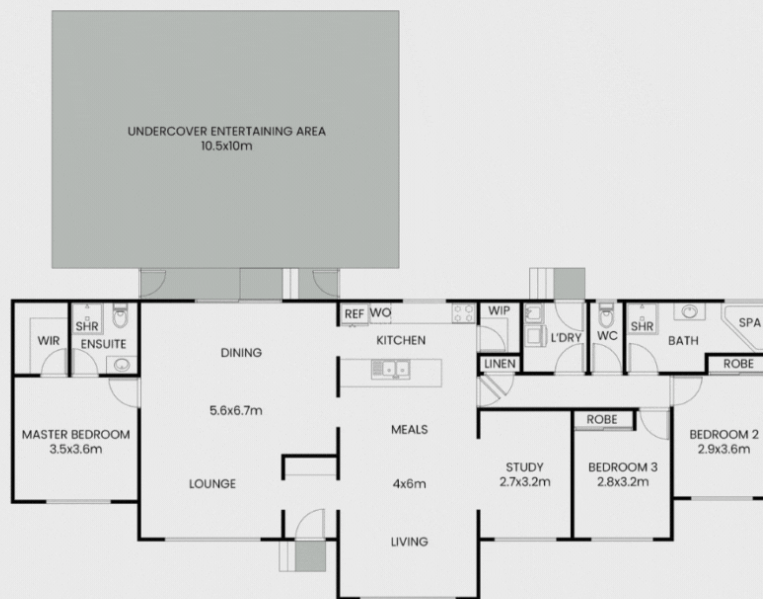 UNDERCOVER ENTERTAINING AREA
10.5x10m
REF
WO
WIP
SHR
WIR
ENSUITE
KITCHEN
L'DRY
WC
SHR
BATH
SPA
DINING
LINEN
ROBE
5.6x6.7m
MASTER BEDROOM
3.5x3.6m
MEALS
ROBE
BEDROOM 2
2.9x3.6m
LOUNGE
4x6m
STUDY
2.7x3.2m
BEDROOM 3
2.8x3.2m
LIVING